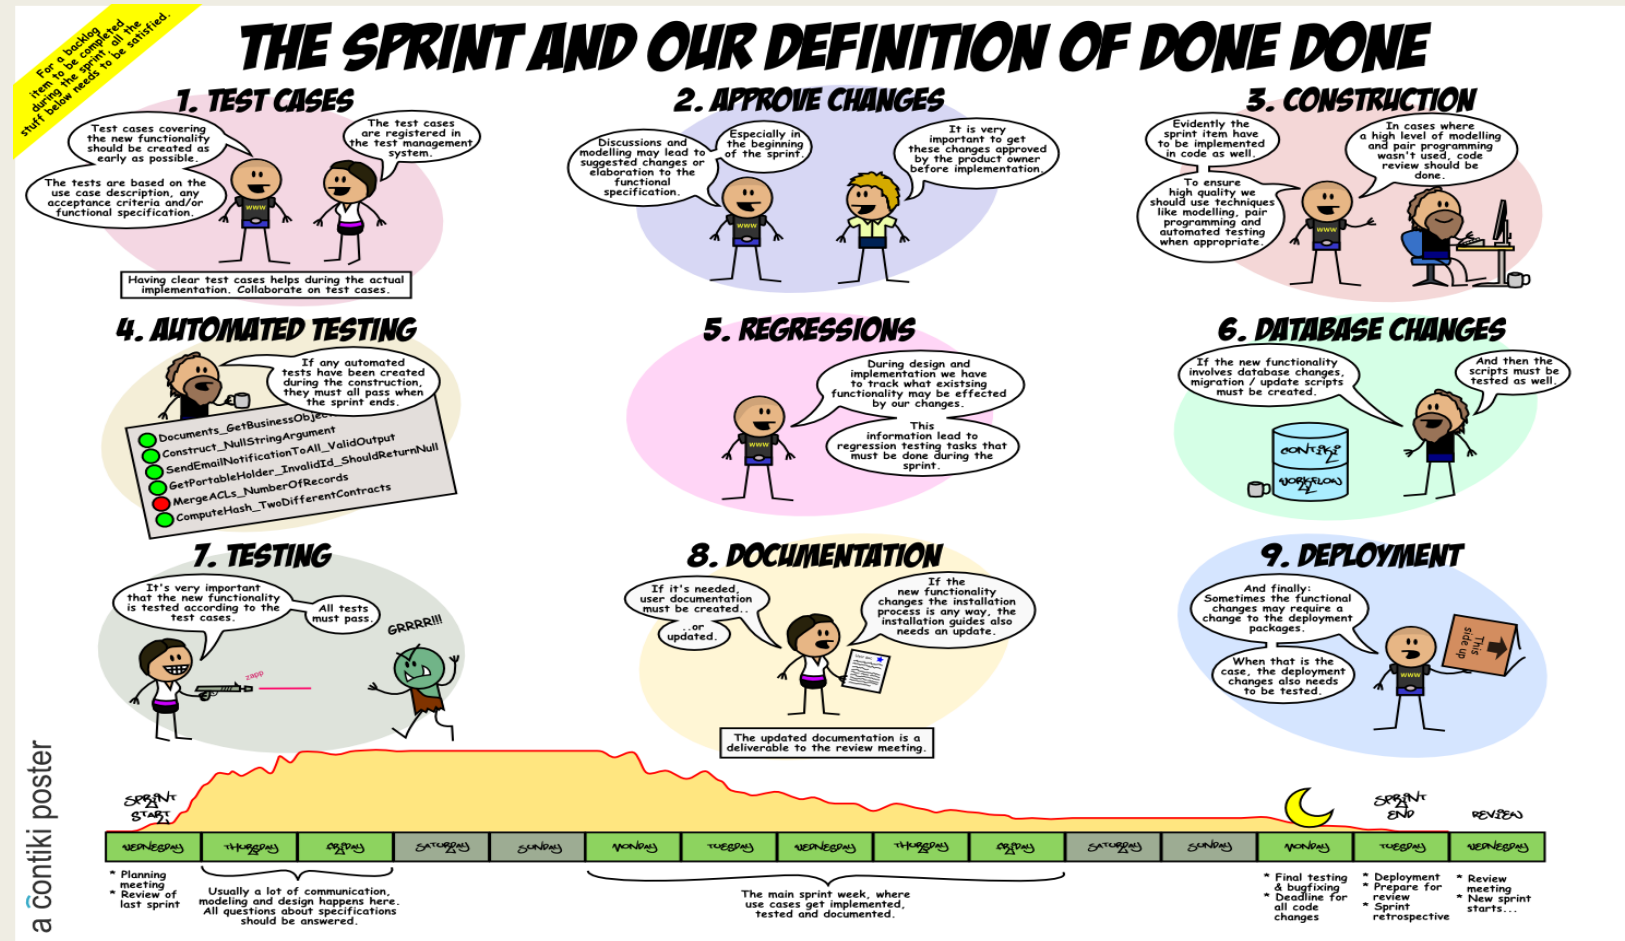 For a backlog
item to be completed
during the sprint, all the
stuff below needs to be satisfied.
THE SPRINT AND OUR DEFINITION OF DONE DONE
1. TEST CASES
Test cases covering
the new functionality
should be created as
early as possible.
The tests are based on the
use case description, any
acceptance criteria and/or
functional specification.
The test cases
are registered in
the test management
system.
www
Having clear test cases helps during the actual
implementation. Collaborate on test cases.
2. APPROVE CHANGES
Discussions and
modelling may lead to
suggested changes or
elaboration to the
functional
specification.
Especially in
the beginning
of the sprint.
It is very
important to get
these changes approved
by the product owner
before implementation.
www
3. CONSTRUCTION
Evidently the
sprint item have
to be implemented
in code as well.
To ensure
high quality we
should use techniques
like modelling, pair
programming and
automated testing
when appropriate.
In cases where
a high level of modelling
and pair programming
wasn't used, code
review should be
done.
www
4. AUTOMATED TESTING
If any automated
tests have been created
during the construction,
they must all pass when
the sprint ends.
Documents_GetBusinessObjec
Construct_NullStringArgument
SendEmailNotificationToAll_ValidOutput
GetPortableHolder_InvalidId_ShouldReturnNull
MergeACLs_NumberOfRecords
ComputeHash_TwoDifferentContracts
5. REGRESSIONS
During design and
implementation we have
to track what existsing
functionality may be effected
by our changes.
This
information lead to
regression testing tasks that
must be done during the
sprint.
www
6. DATABASE CHANGES
If the new functionality
involves database changes,
migration / update scripts
must be created.
And then the
scripts must be
tested as well.
CONTIKI
WORKFLOW
7. TESTING
It's very important
that the new functionality
is tested according to the
test cases.
All tests
must pass.
GRRRR!!!
zapp
8. DOCUMENTATION
If it's needed,
user documentation
must be created..
..or
updated.
If the
new functionality
changes the installation
process is any way, the
installation guides also
needs an update.
The updated documentation is a
deliverable to the review meeting.
9. DEPLOYMENT
And finally:
Sometimes the functional
changes may require a
change to the deployment
packages.
When that is the
case, the deployment
changes also needs
to be tested.
www
This
side up
a contiki poster
SPRINT
START
SPRINT
END
REVIEW
WEDNESDAY
THURSDAY
FRIDAY
SATURDAY
SUNDAY
MONDAY
TUESDAY
WEDNESDAY
THURSDAY
FRIDAY
SATURDAY
SUNDAY
MONDAY
TUESDAY
WEDNESDAY
* Planning
meeting
* Review of
last sprint
Usually a lot of communication,
modeling and design happens here.
All questions about specifications
should be answered.
The main sprint week, where
use cases get implemented,
tested and documented.
* Final testing
& bugfixing
* Deadline for
all code
changes
* Deployment
* Prepare for
review
* Sprint
retrospective
* Review
meeting
* New sprint
starts...